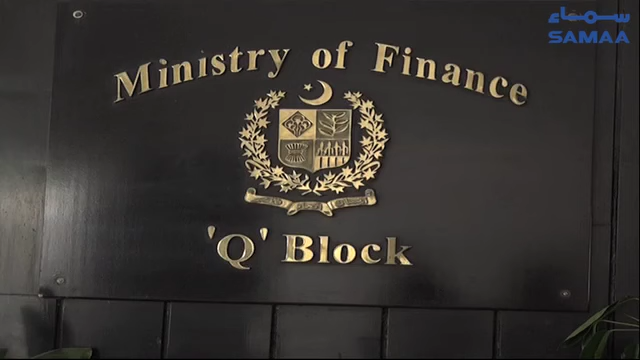 سماء
SAMAA
Ministry of Finance
'Q' Block